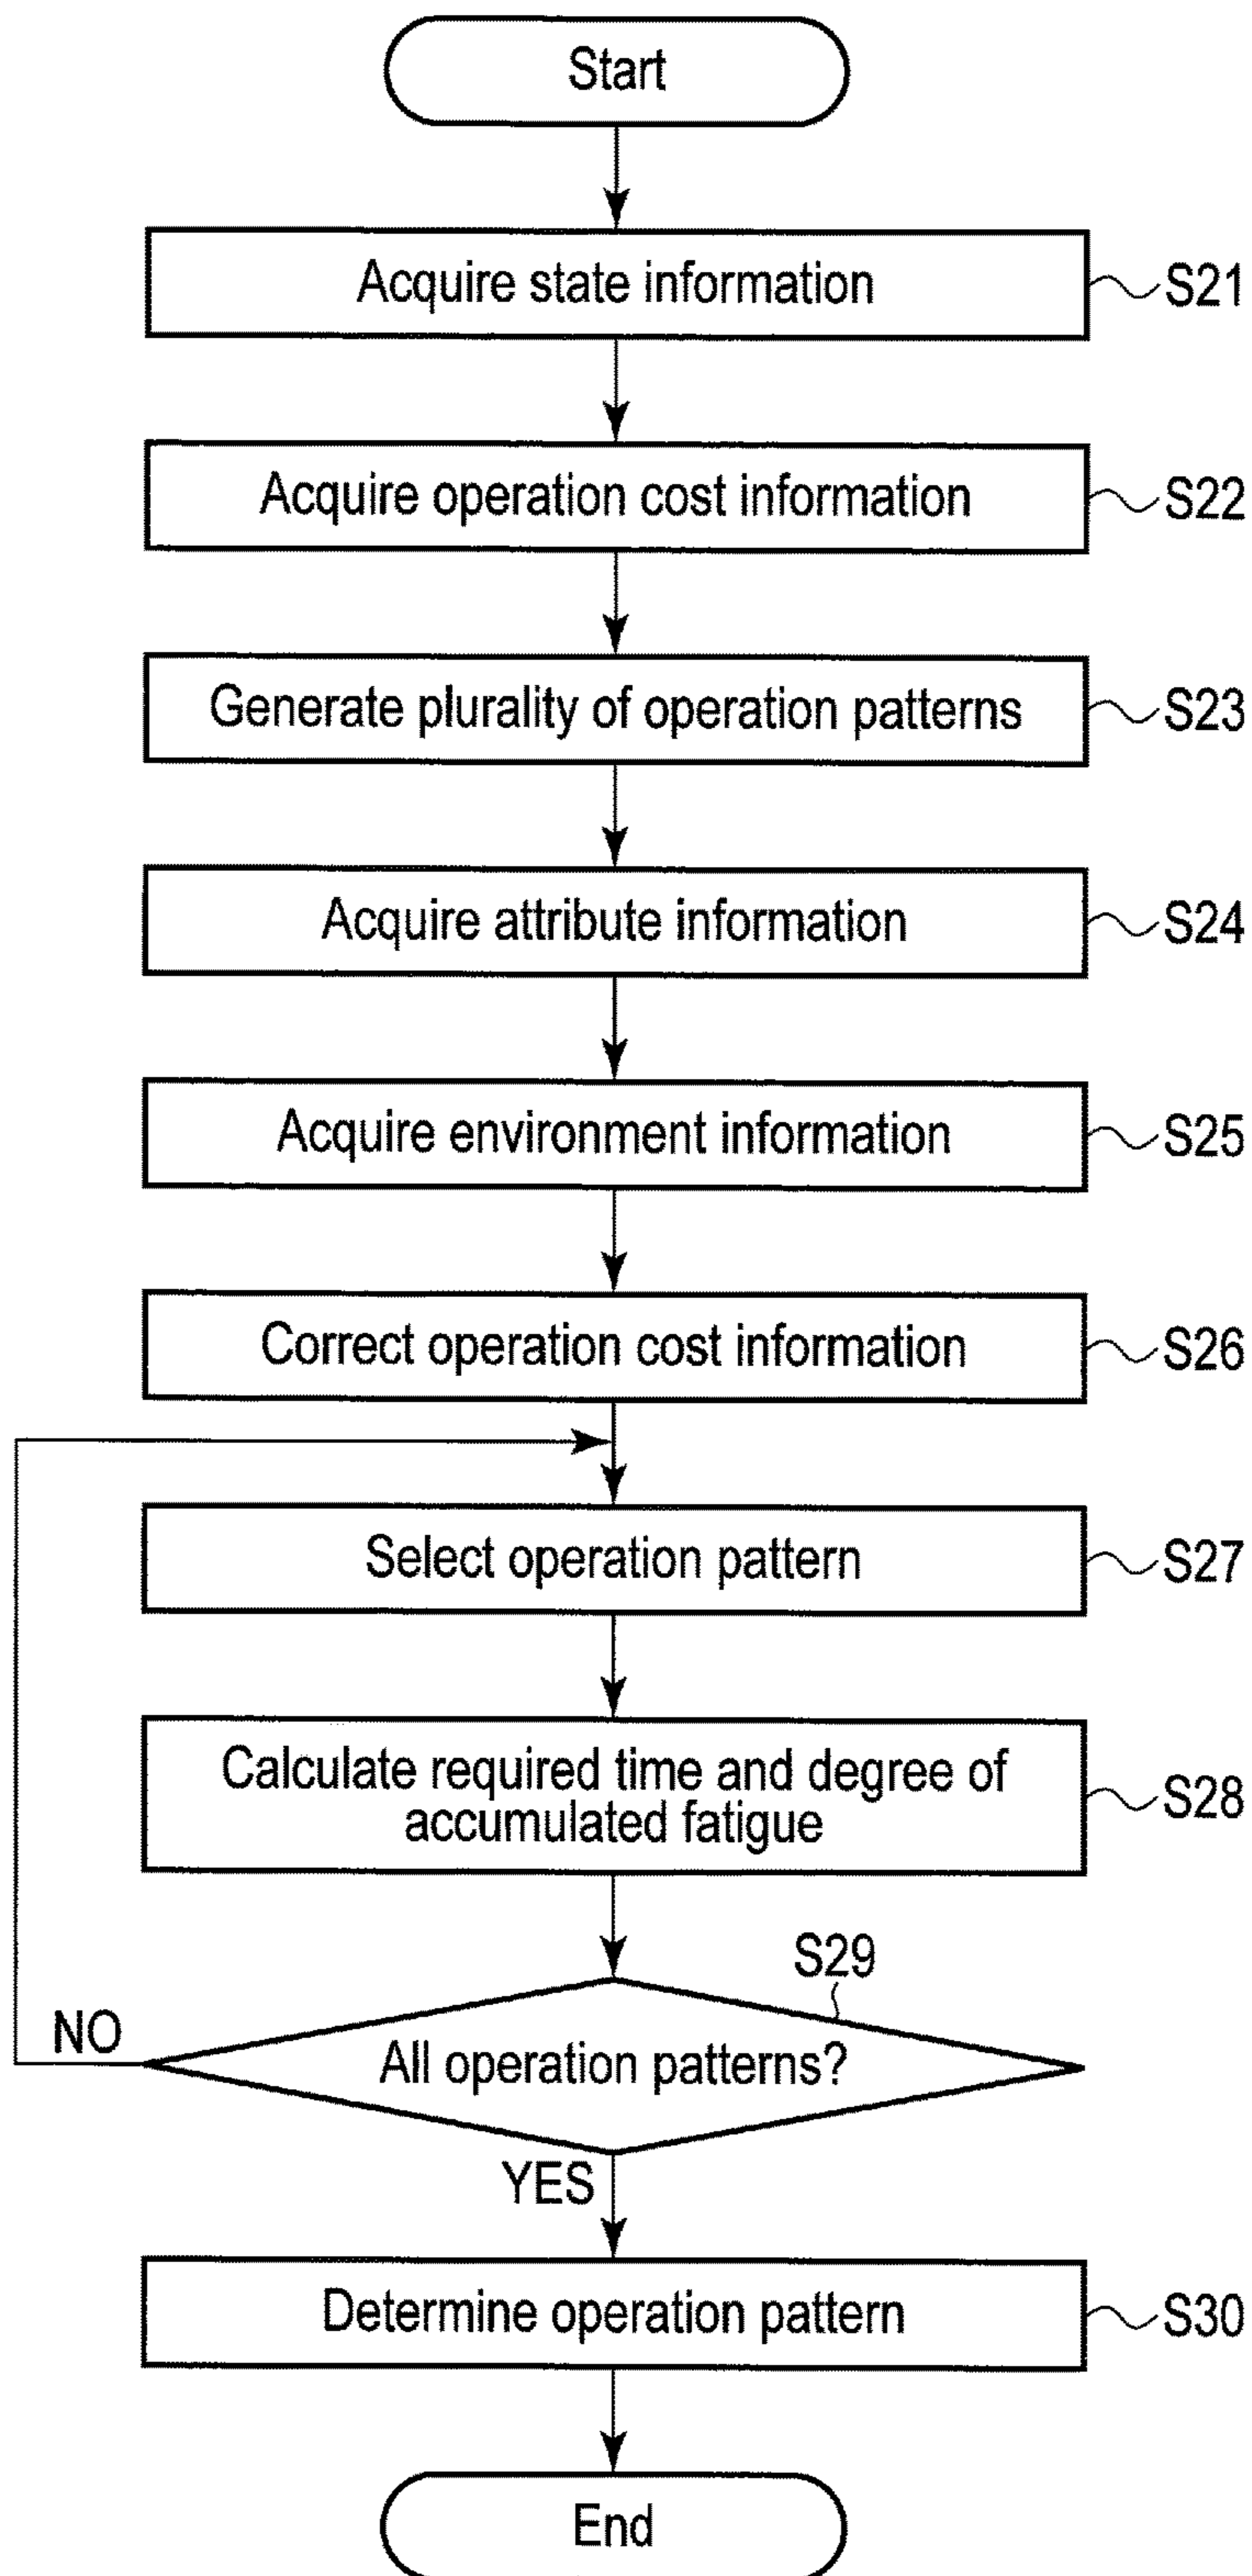 Start
Acquire state information
S21
Acquire operation cost information
S22
Generate plurality of operation patterns
S23
Acquire attribute information
S24
Acquire environment information
S25
Correct operation cost information
S26
Select operation pattern
S27
Calculate required time and degree of
accumulated fatigue
S28
S29
All operation patterns?
NO
YES
Determine operation pattern
S30
End